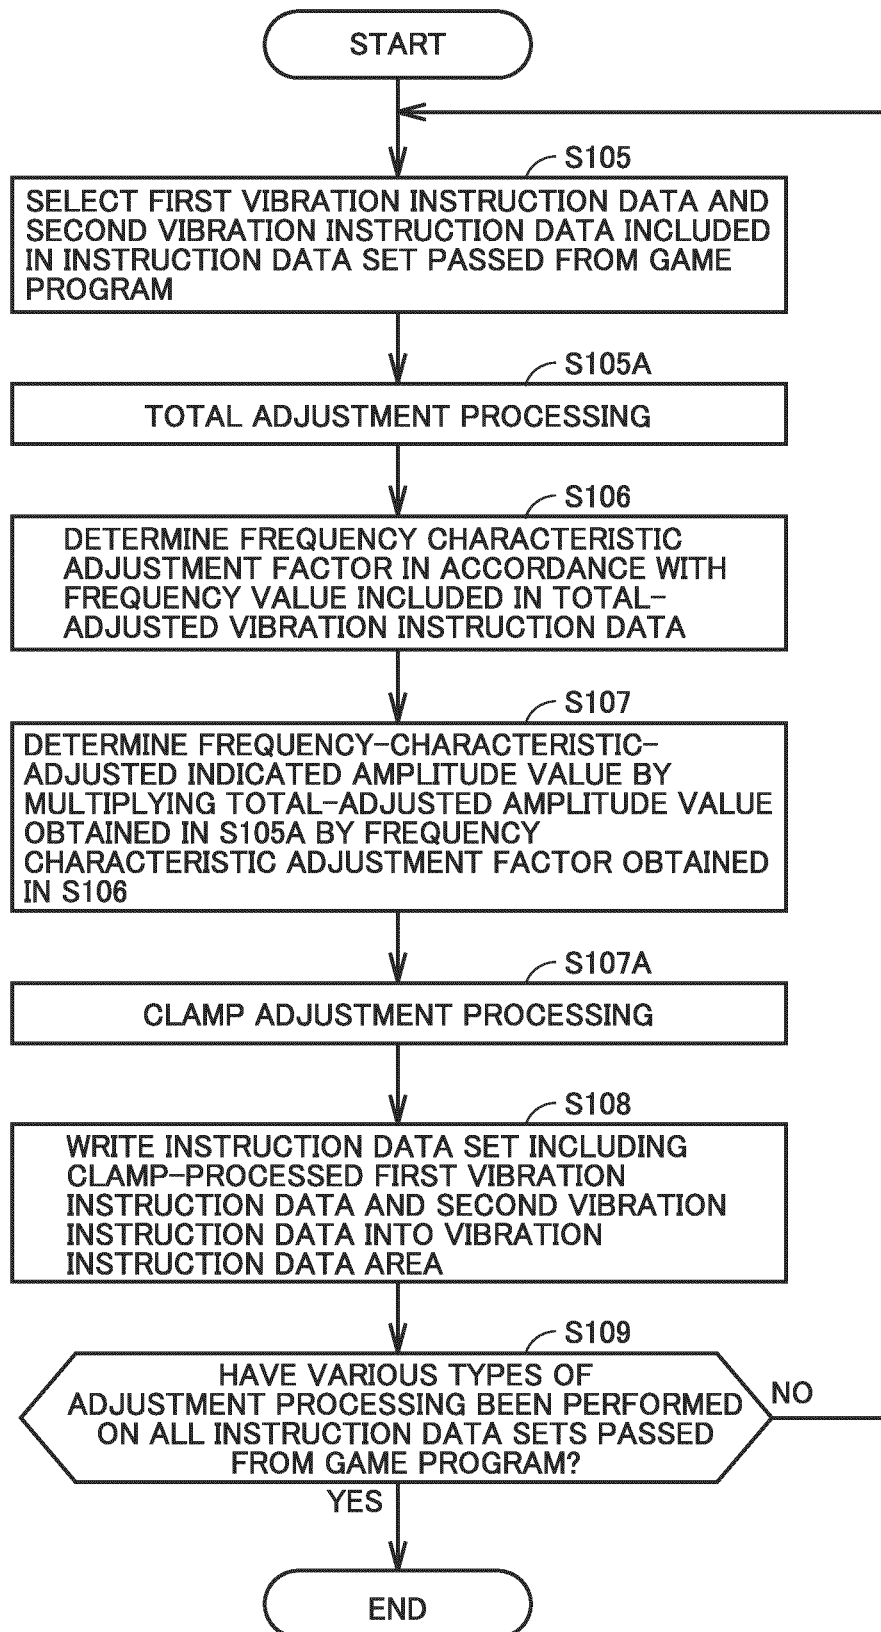 START
S105
SELECT FIRST VIBRATION INSTRUCTION DATA AND
SECOND VIBRATION INSTRUCTION DATA INCLUDED
IN INSTRUCTION DATA SET PASSED FROM GAME
PROGRAM
S105A
TOTAL ADJUSTMENT PROCESSING
S106
DETERMINE FREQUENCY CHARACTERISTIC
ADJUSTMENT FACTOR IN ACCORDANCE WITH
FREQUENCY VALUE INCLUDED IN TOTAL-
ADJUSTED VIBRATION INSTRUCTION DATA
S107
DETERMINE FREQUENCY-CHARACTERISTIC-
ADJUSTED INDICATED AMPLITUDE VALUE BY
MULTIPLYING TOTAL-ADJUSTED AMPLITUDE VALUE
OBTAINED IN S105A BY FREQUENCY
CHARACTERISTIC ADJUSTMENT FACTOR OBTAINED
IN S106
S107A
CLAMP ADJUSTMENT PROCESSING
S108
WRITE INSTRUCTION DATA SET INCLUDING
CLAMP-PROCESSED FIRST VIBRATION
INSTRUCTION DATA AND SECOND VIBRATION
INSTRUCTION DATA INTO VIBRATION
INSTRUCTION DATA AREA
S109
HAVE VARIOUS TYPES OF
ADJUSTMENT PROCESSING BEEN PERFORMED
ON ALL INSTRUCTION DATA SETS PASSED
FROM GAME PROGRAM?
NO
YES
END